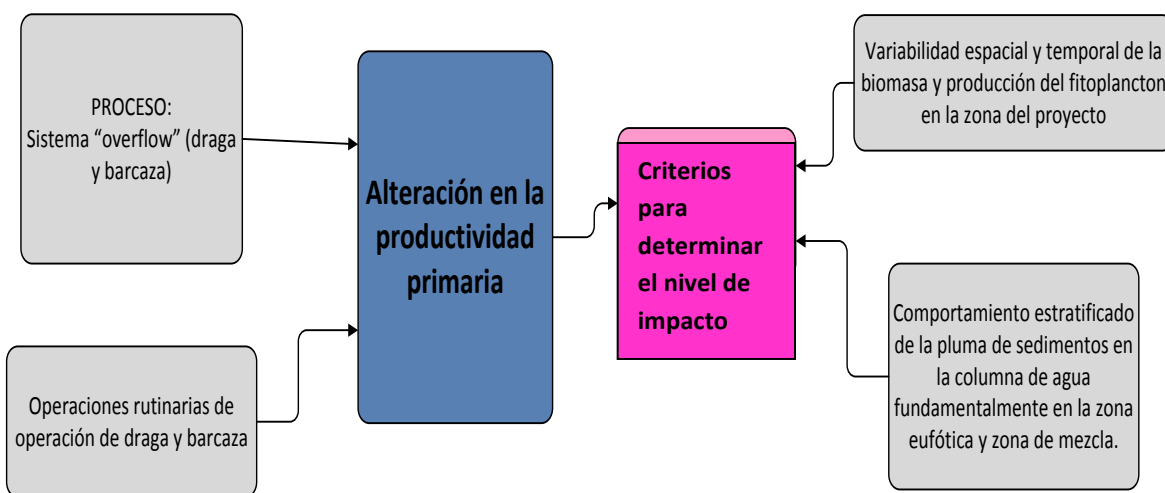 PROCESO:
Sistema “overflow” (draga
y barcaza)
Operaciones rutinarias de
operación de draga y barcaza
Alteración en la
productividad
primaria
Criterios
para
determinar
el nivel de
impacto
Variabilidad espacial y temporal de la
biomasa y producción del fitoplancton
en la zona del proyecto
Comportamiento estratificado
de la pluma de sedimentos en
la columna de agua
fundamentalmente en la zona
eufótica y zona de mezcla.